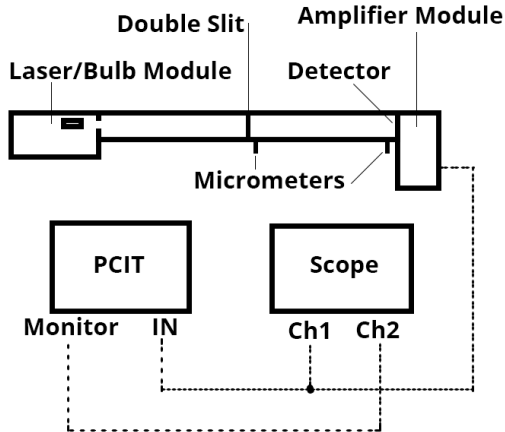 Amplifier Module
Double Slit
Laser/Bulb Module
Detector
Micrometers
PCIT
Scope
Monitor
IN
Ch1
Ch2